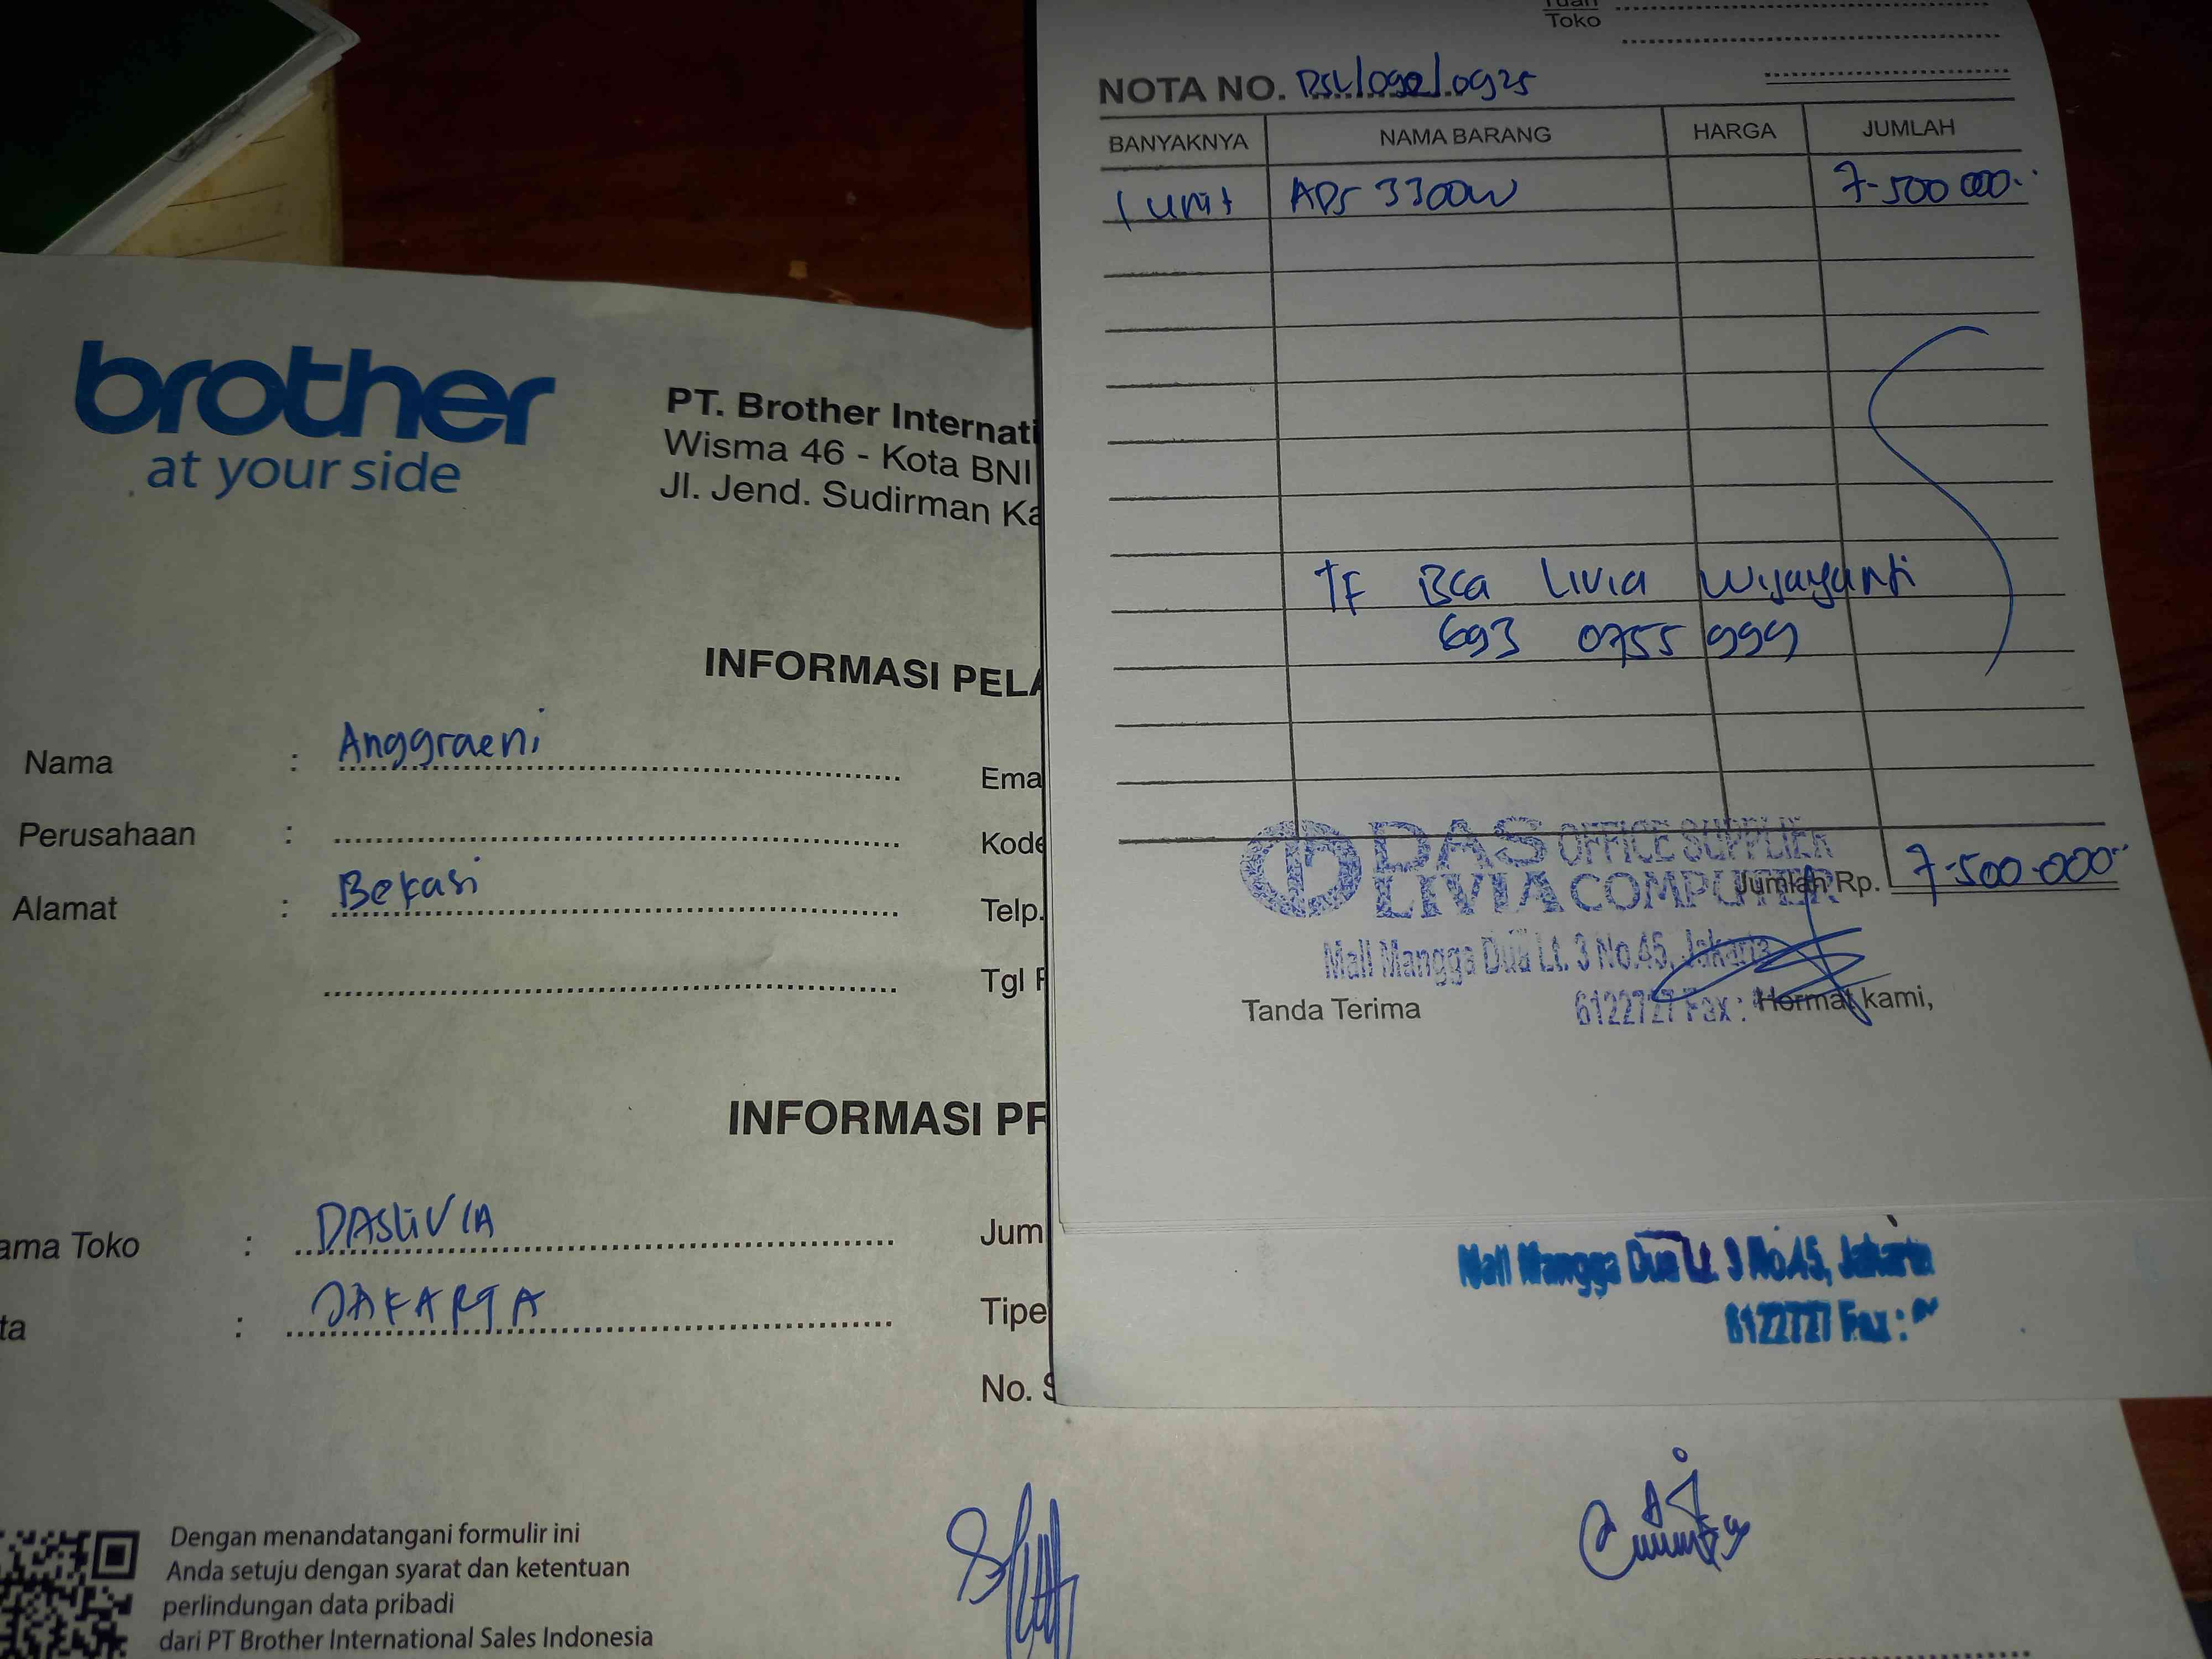 brother
at your side
PT. Brother Internati
Wisma 46 - Kota BNI
Jl. Jend. Sudirman Ka
INFORMASI PELA
Nama : Anggraeni
Ema
Perusahaan :
Kode
Alamat : Bekasi
Telp.
Tgl
INFORMASI PR
ama Toko : DASLIVIA
Jum
ta : JAKARTA
Tipe
No. S
Dengan menandatangani formulir ini
Anda setuju dengan syarat dan ketentuan
perlindungan data pribadi
dari PT Brother International Sales Indonesia
Tuan
Toko
NOTA NO.
BANYAKNYA NAMA BARANG HARGA JUMLAH
1 unit ADS 3300W 7.500 000
TF BCA Livia Wijayanti
693 0755 999
DAS OFFICE SUPPLIER
LIVIA COMPUTER
Jumlah Rp. 7.500.000
Mall Mangga Dua Lt. 3 No.45, Jakarta
6122727 Fax :
Tanda Terima Hormat kami,
Mall Mangga Dua Lt. 3 No.45, Jakarta
6122727 Fax :